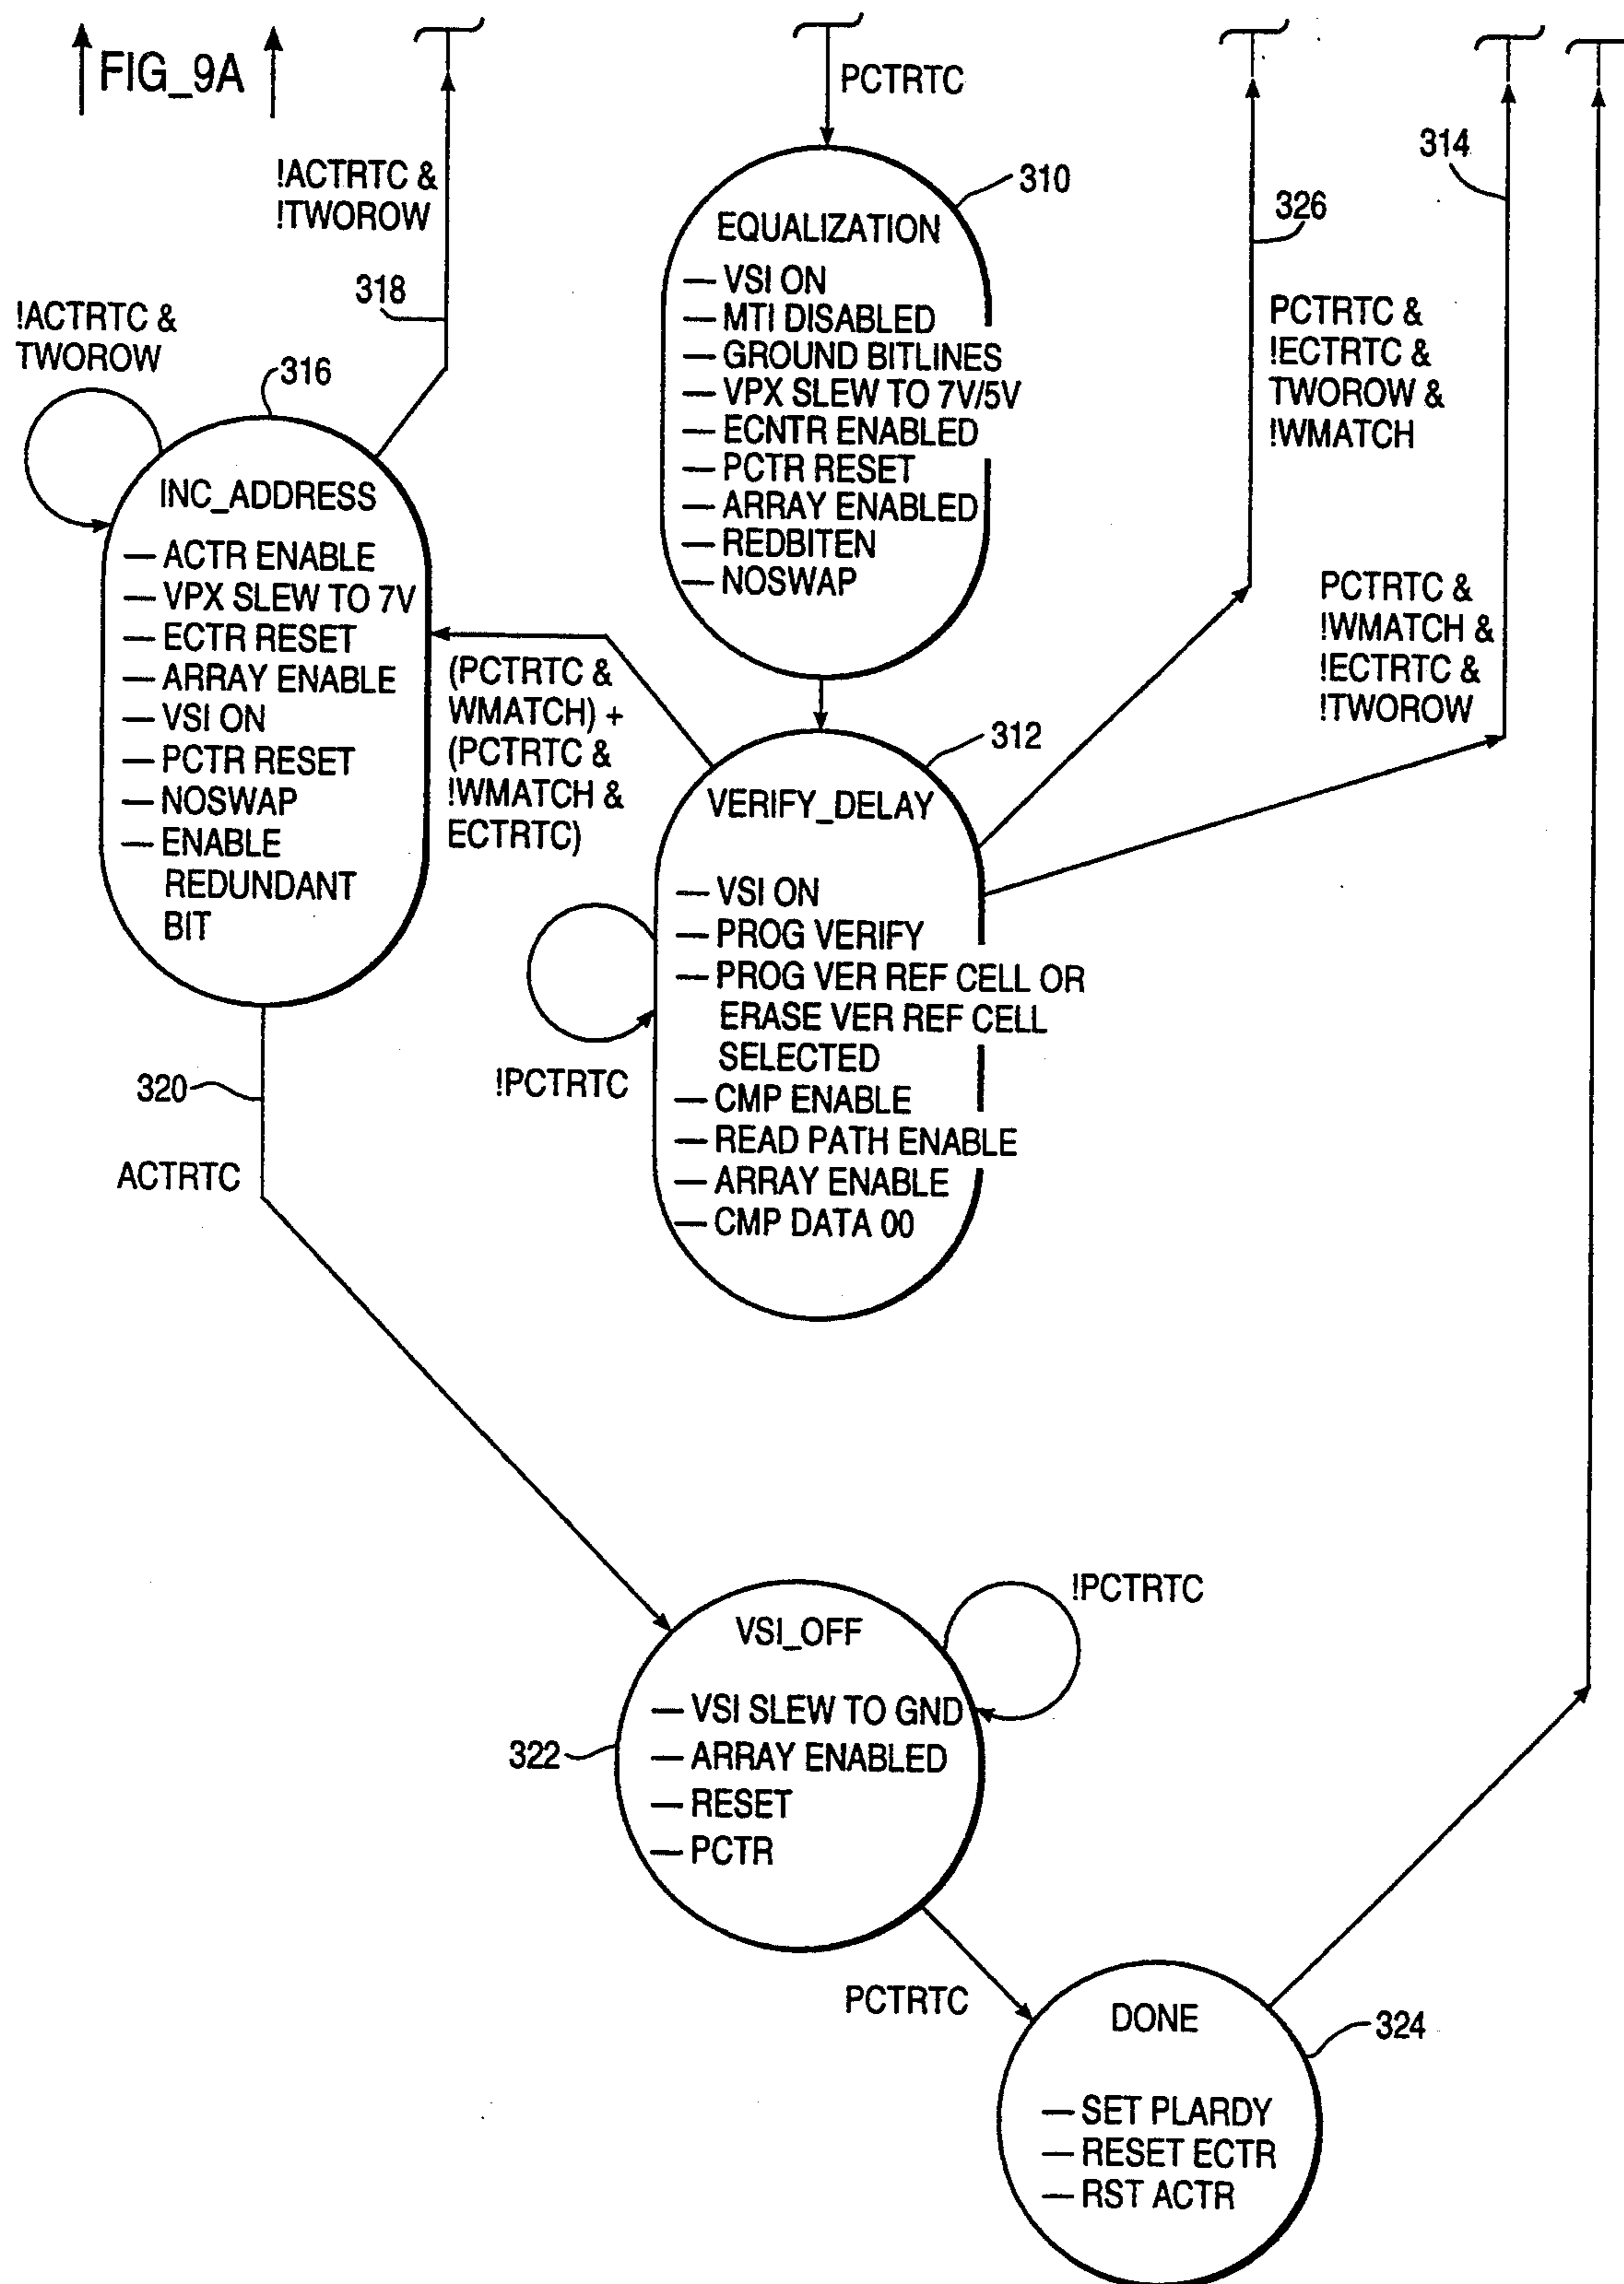 FIG_9A
PCTRTC
!ACTRTC &
!TWOROW
318
!ACTRTC &
TWOROW
316
INC_ADDRESS
— ACTR ENABLE
— VPX SLEW TO 7V
— ECTR RESET
— ARRAY ENABLE
— VSI ON
— PCTR RESET
— NOSWAP
— ENABLE
REDUNDANT
BIT
310
EQUALIZATION
— VSI ON
— MTI DISABLED
— GROUND BITLINES
— VPX SLEW TO 7V/5V
— ECNTR ENABLED
— PCTR RESET
— ARRAY ENABLED
— REDBITEN
— NOSWAP
326
PCTRTC &
!ECTRTC &
TWOROW &
!WMATCH
314
PCTRTC &
!WMATCH &
!ECTRTC &
!TWOROW
(PCTRTC &
WMATCH) +
(PCTRTC &
!WMATCH &
ECTRTC)
312
VERIFY_DELAY
— VSI ON
— PROG VERIFY
— PROG VER REF CELL OR
ERASE VER REF CELL
SELECTED
— CMP ENABLE
— READ PATH ENABLE
— ARRAY ENABLE
— CMP DATA 00
!PCTRTC
320
ACTRTC
VSI_OFF
— VSI SLEW TO GND
— ARRAY ENABLED
— RESET
— PCTR
!PCTRTC
322
PCTRTC
DONE
— SET PLARDY
— RESET ECTR
— RST ACTR
324